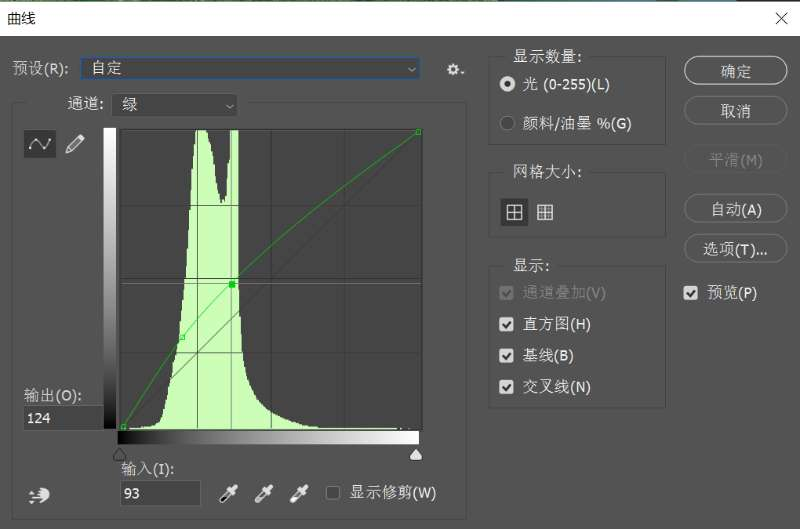 曲线
预设(R): 自定
通道: 绿
输出(O):
124
输入(I):
93
显示修剪(W)
显示数量:
光 (0-255)(L)
颜料/油墨 %(G)
网格大小:
显示:
通道叠加(V)
直方图(H)
基线(B)
交叉线(N)
确定
取消
平滑(M)
自动(A)
选项(T)...
预览(P)